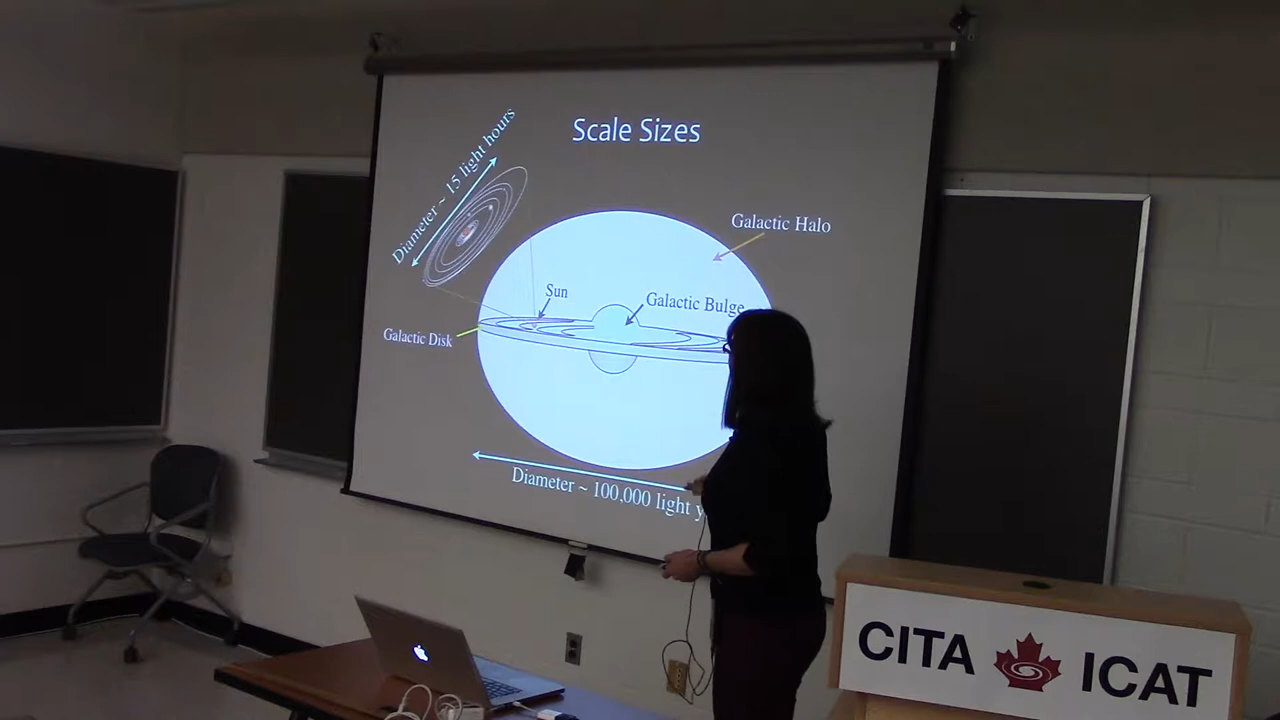 Scale Sizes
Diameter ~ 15 light hours
Galactic Halo
Sun
Galactic Bulge
Galactic Disk
Diameter ~ 100,000 light
CITA ICAT